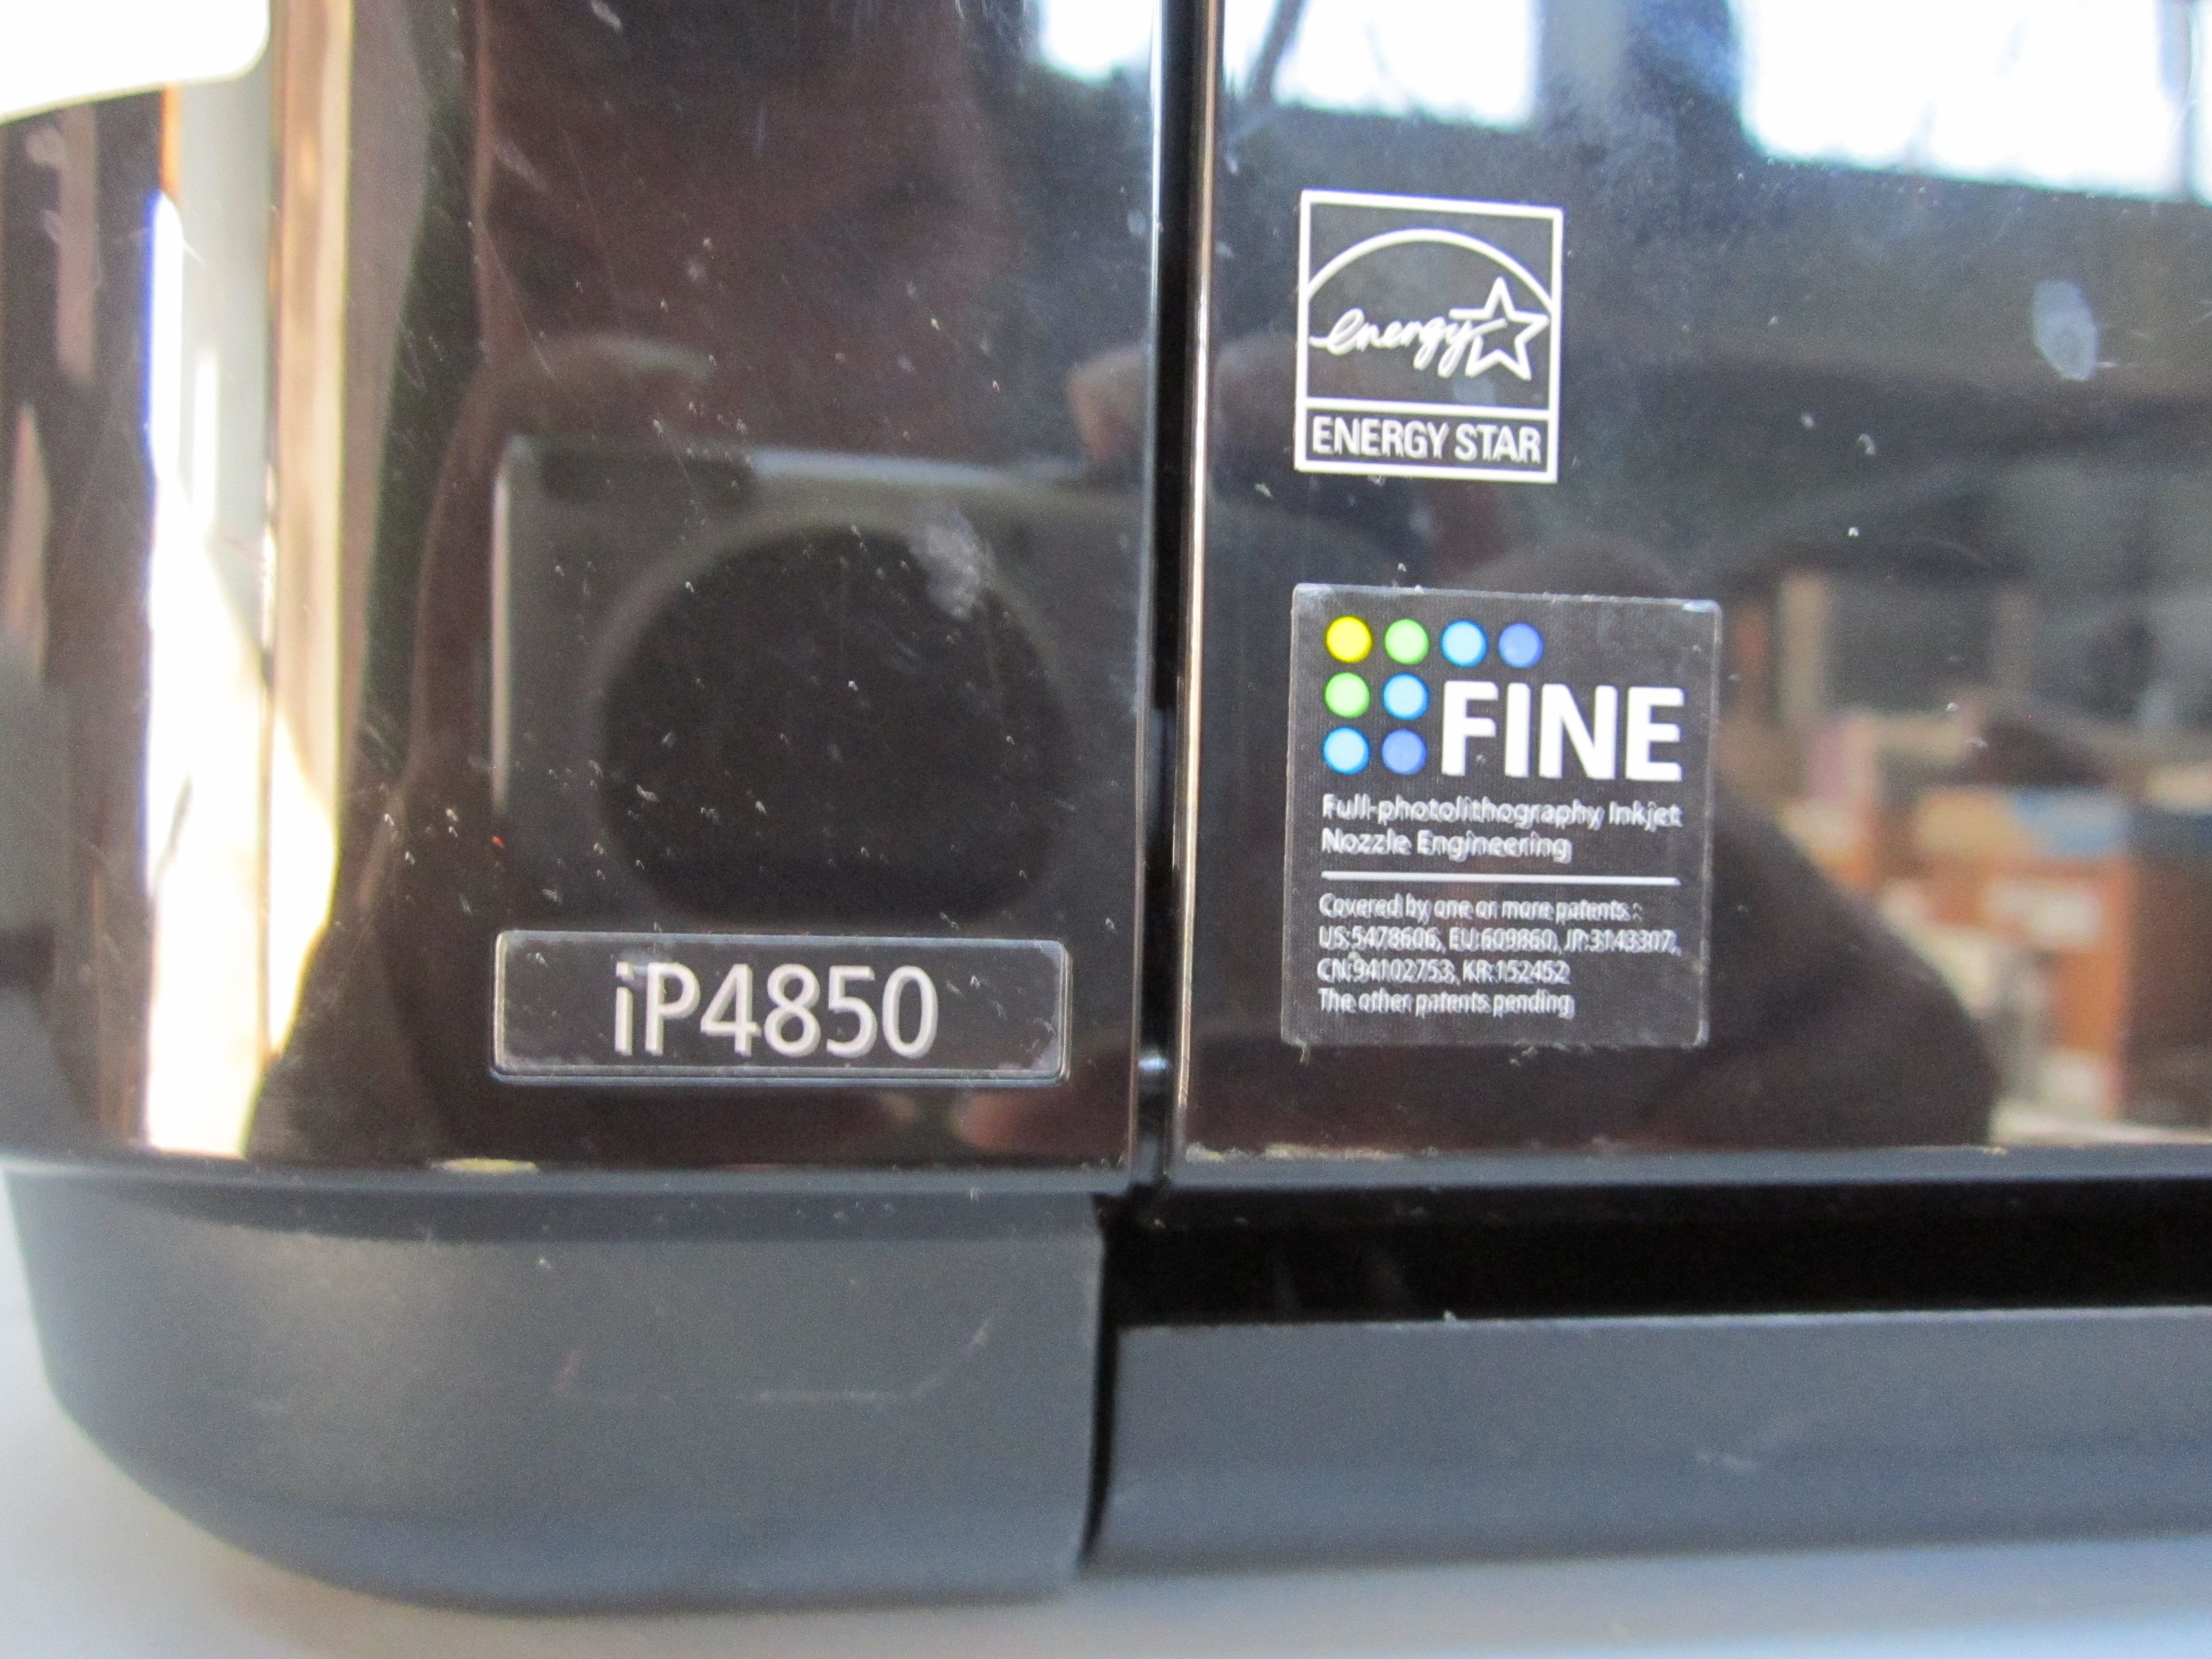 energy
ENERGY STAR
FINE
Full-photolithography Inkjet
Nozzle Engineering
Covered by one or more patents :
US:5478606, EU:609860, JP:3143307,
CN:94102753, KR:152452
The other patents pending
iP4850